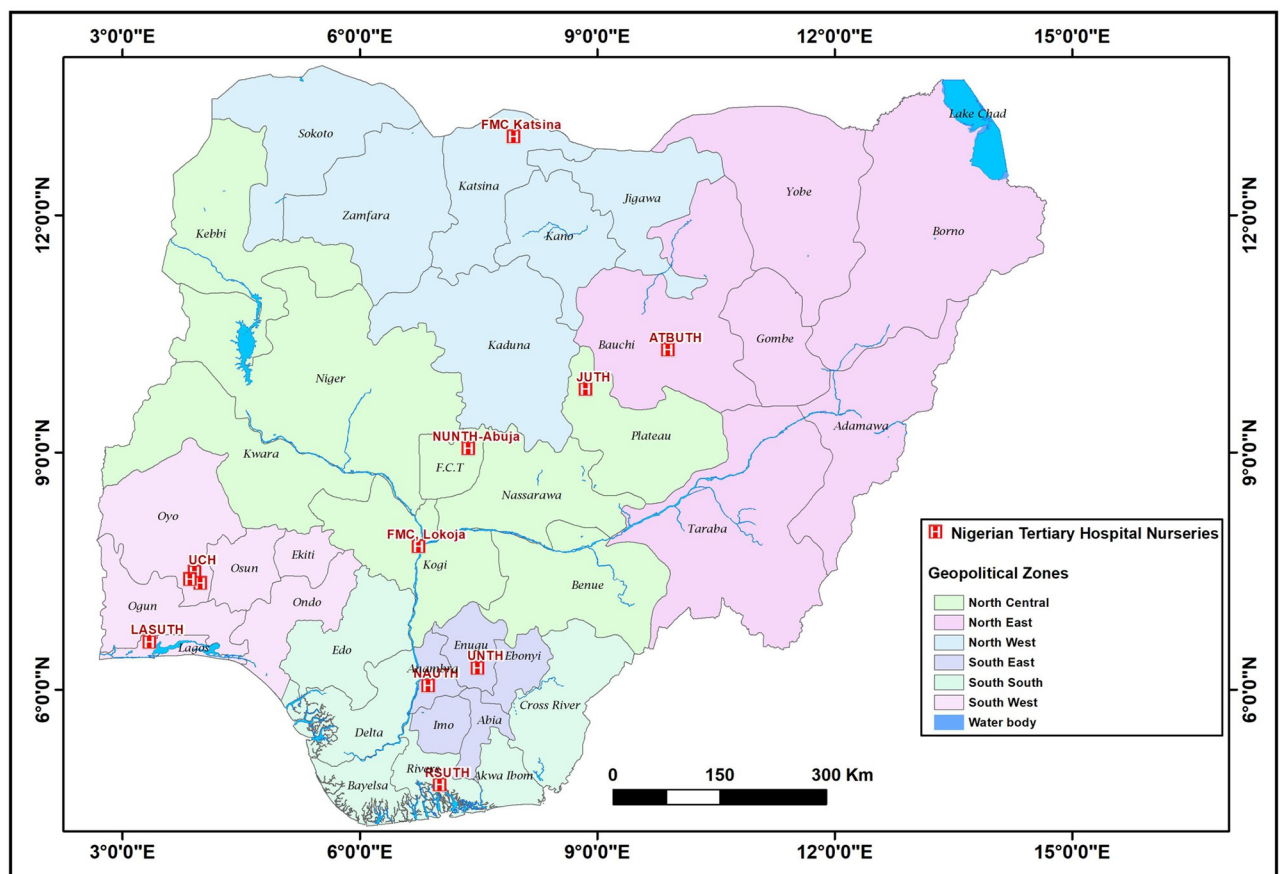 3°0'0"E 6°0'0"E 9°0'0"E 12°0'0"E 15°0'0"E
Lake Chad
FMC Katsina
Sokoto
Katsina
Yobe
Jigawa
Zamfara
12°0'0"N
12°0'0"N
Kano
Kebbi
Borno
ATBUTH
Kaduna
Bauchi
Gombe
JUTH
Niger
NUNTH-Abuja
Plateau
Adamawa
9°0'0"N
9°0'0"N
Kwara
F.C.T
Nassarawa
Oyo
Taraba
FMC, Lokoja
H Nigerian Tertiary Hospital Nurseries
UCH
Ekiti
Osun
Kogi
Geopolitical Zones
Benue
Ogun
Ondo
North Central
LASUTH
North East
Lagos
Edo
Enugu
Ebonyi
North West
UNTH
Anambra
NAUTH
South East
6°0'0"N
6°0'0"N
South South
Cross River
South West
Imo
Abia
Delta
Water body
Rivers
RSUTH
Akwa Ibom
Bayelsa
0 150 300 Km
3°0'0"E 6°0'0"E 9°0'0"E 12°0'0"E 15°0'0"E